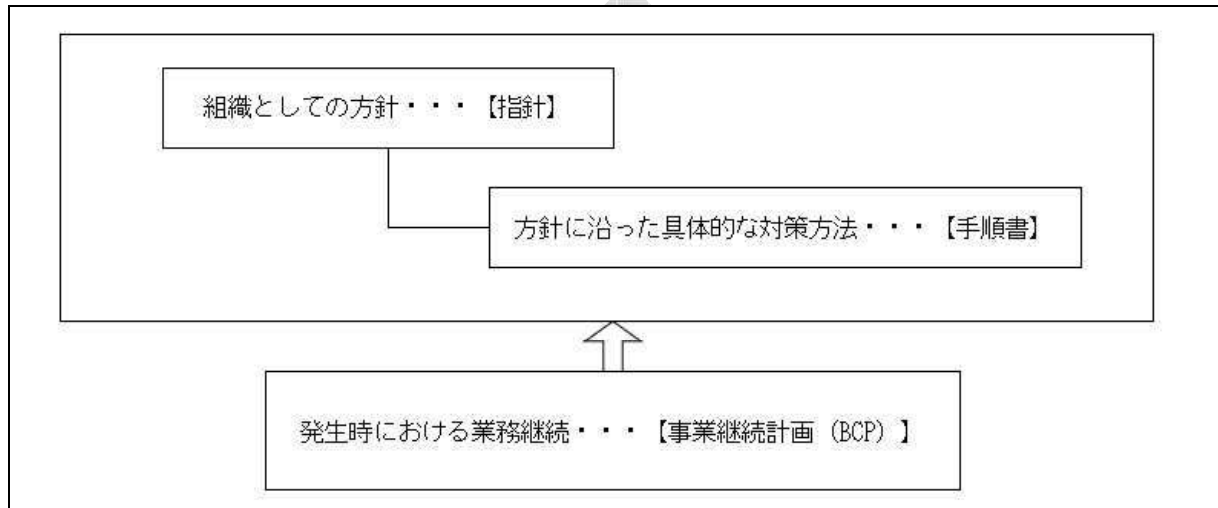 組織としての方針・・・【指針】
方針に沿った具体的な対策方法・・・【手順書】
発生時における業務継続・・・【事業継続計画（BCP）】